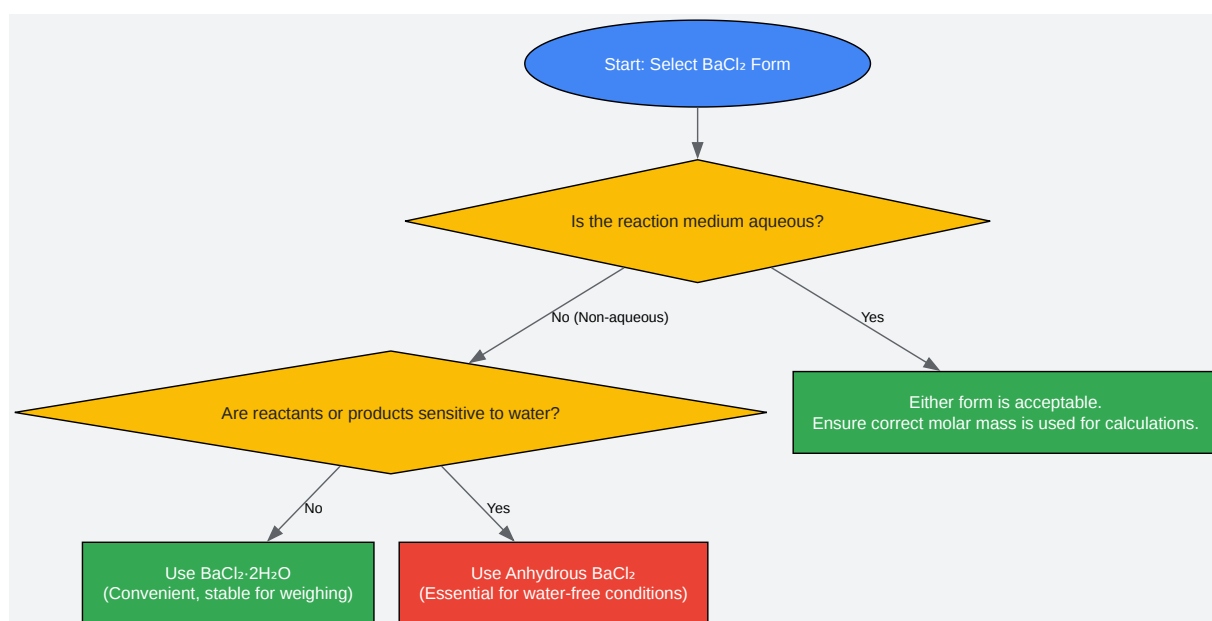 Start: Select BaCl₂ Form
Is the reaction medium aqueous?
No (Non-aqueous)
Yes
Either form is acceptable.
Ensure correct molar mass is used for calculations.
Are reactants or products sensitive to water?
No
Yes
Use BaCl₂·2H₂O
(Convenient, stable for weighing)
Use Anhydrous BaCl₂
(Essential for water-free conditions)